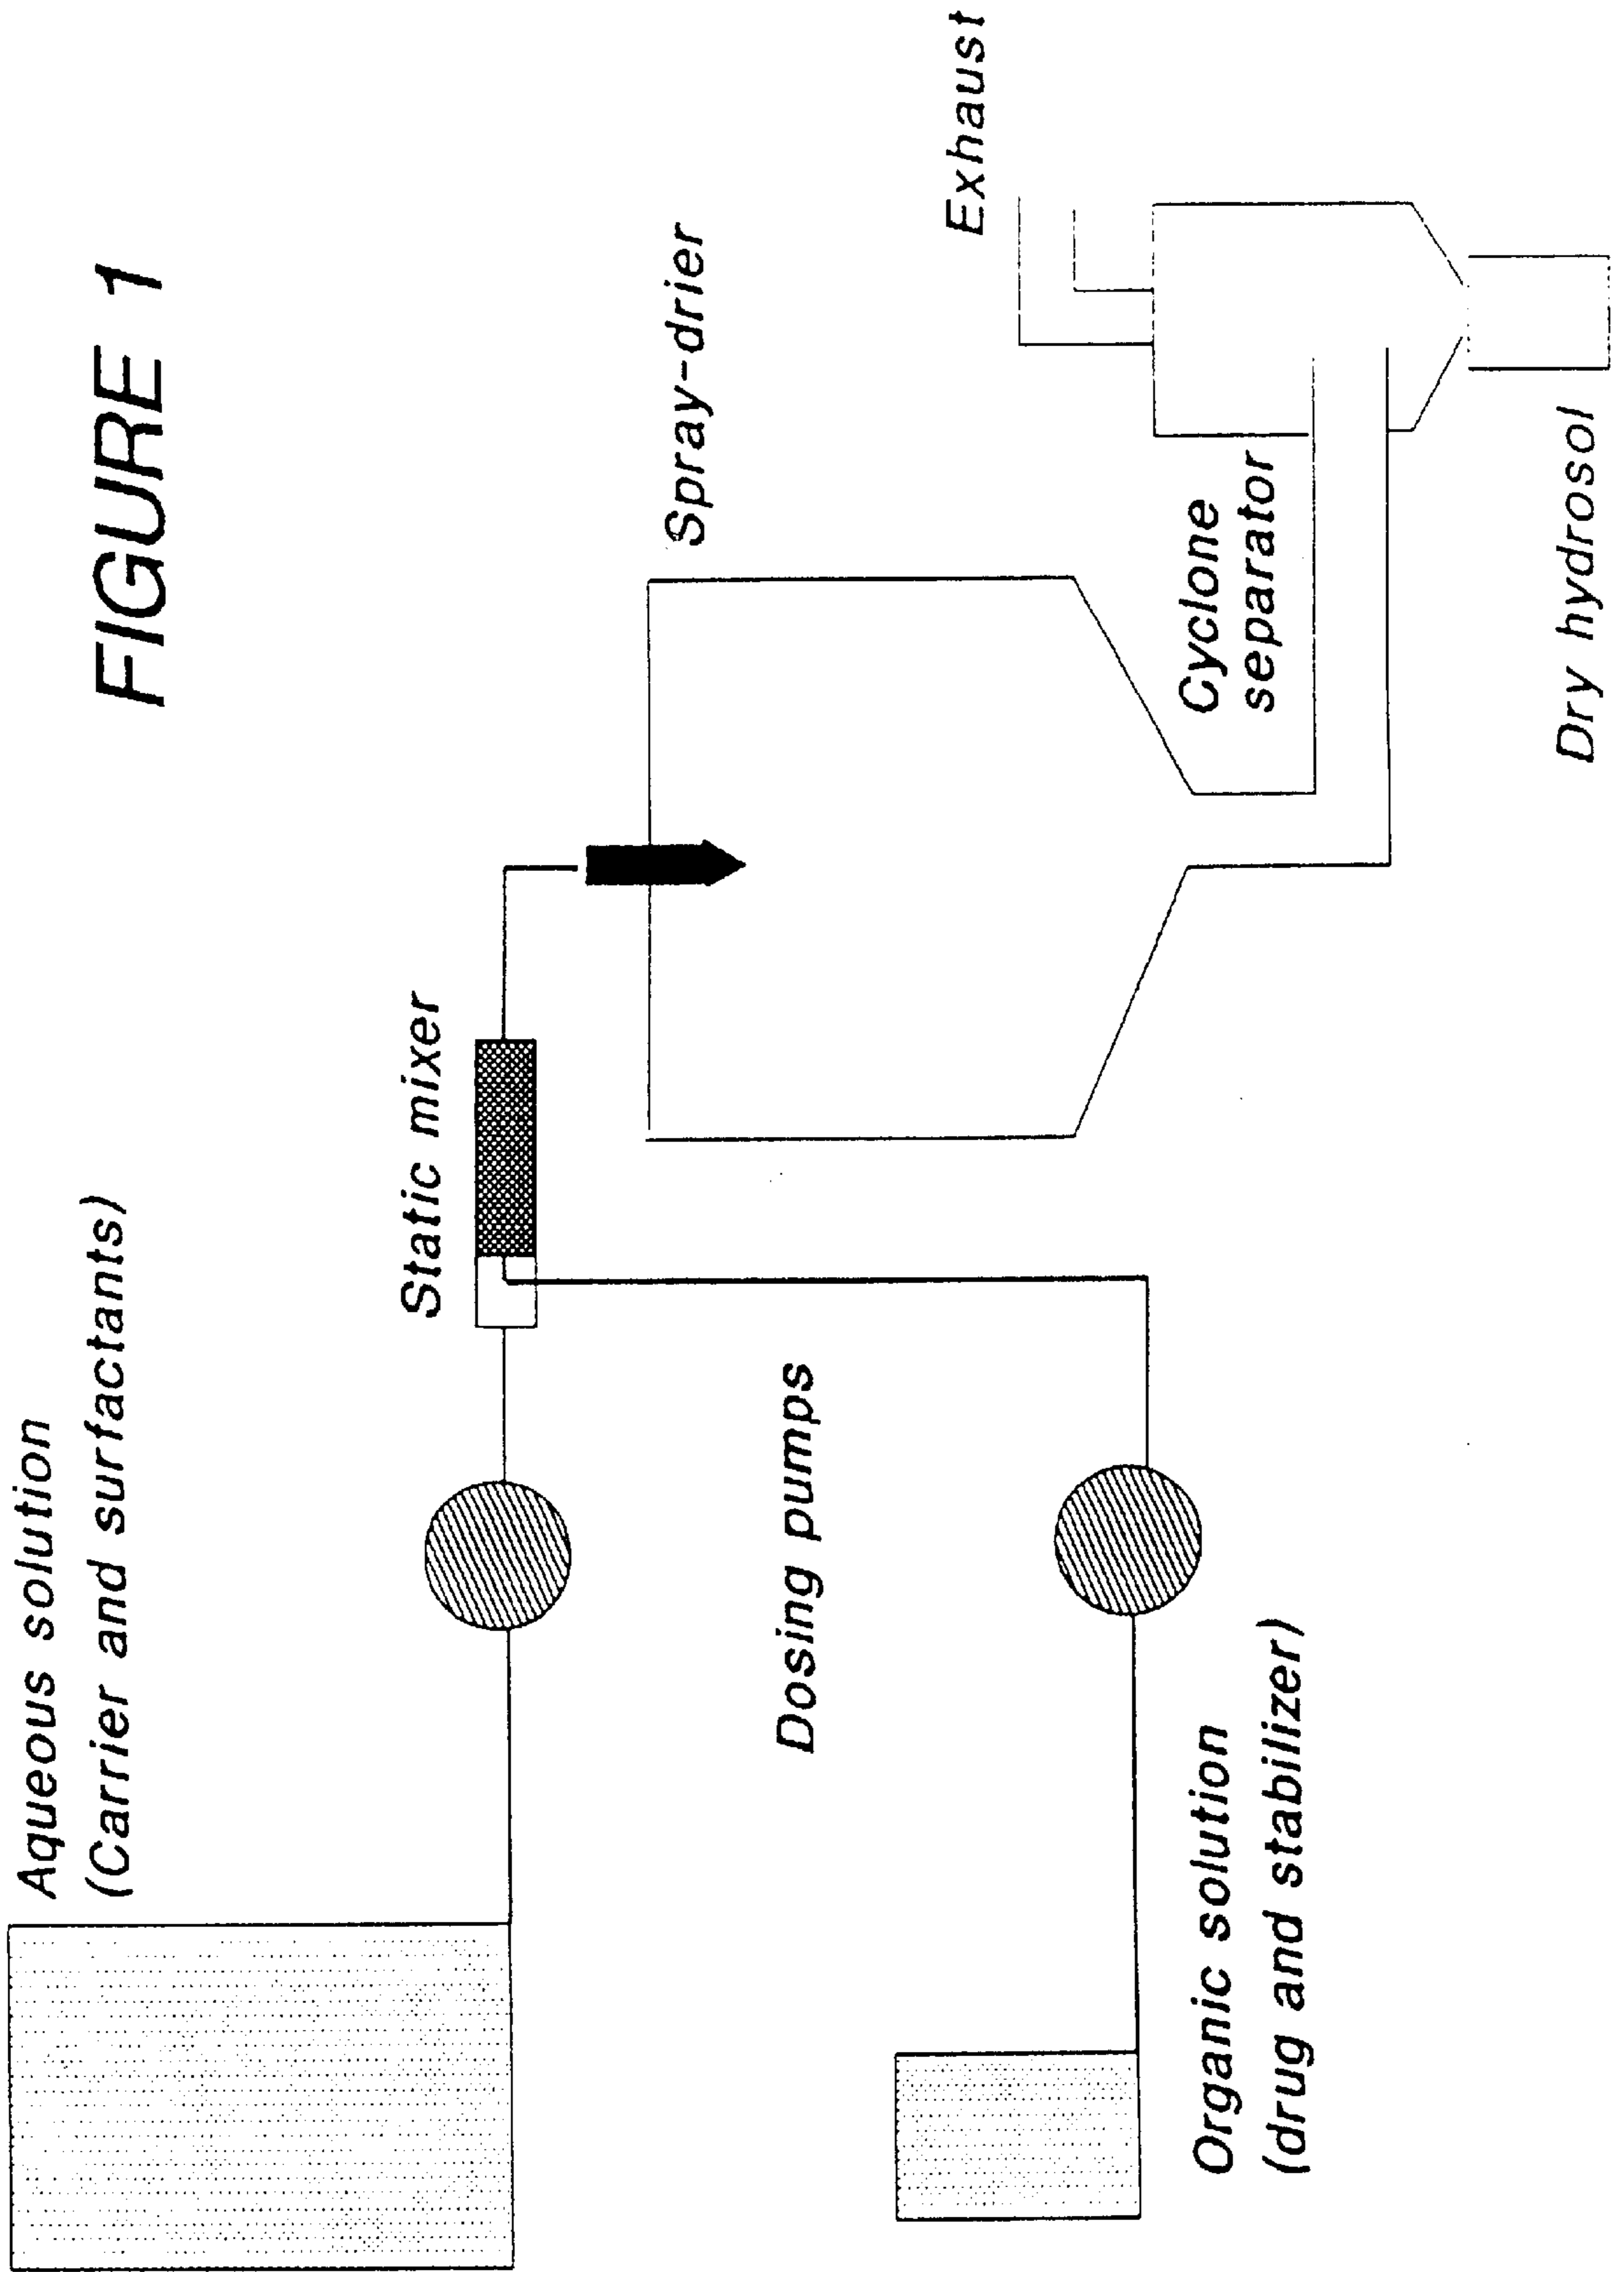 FIGURE 1
Aqueous solution
(Carrier and surfactants)
Static mixer
Spray-drier
Exhaust
Dosing pumps
Cyclone
separator
Organic solution
(drug and stabilizer)
Dry hydrosol